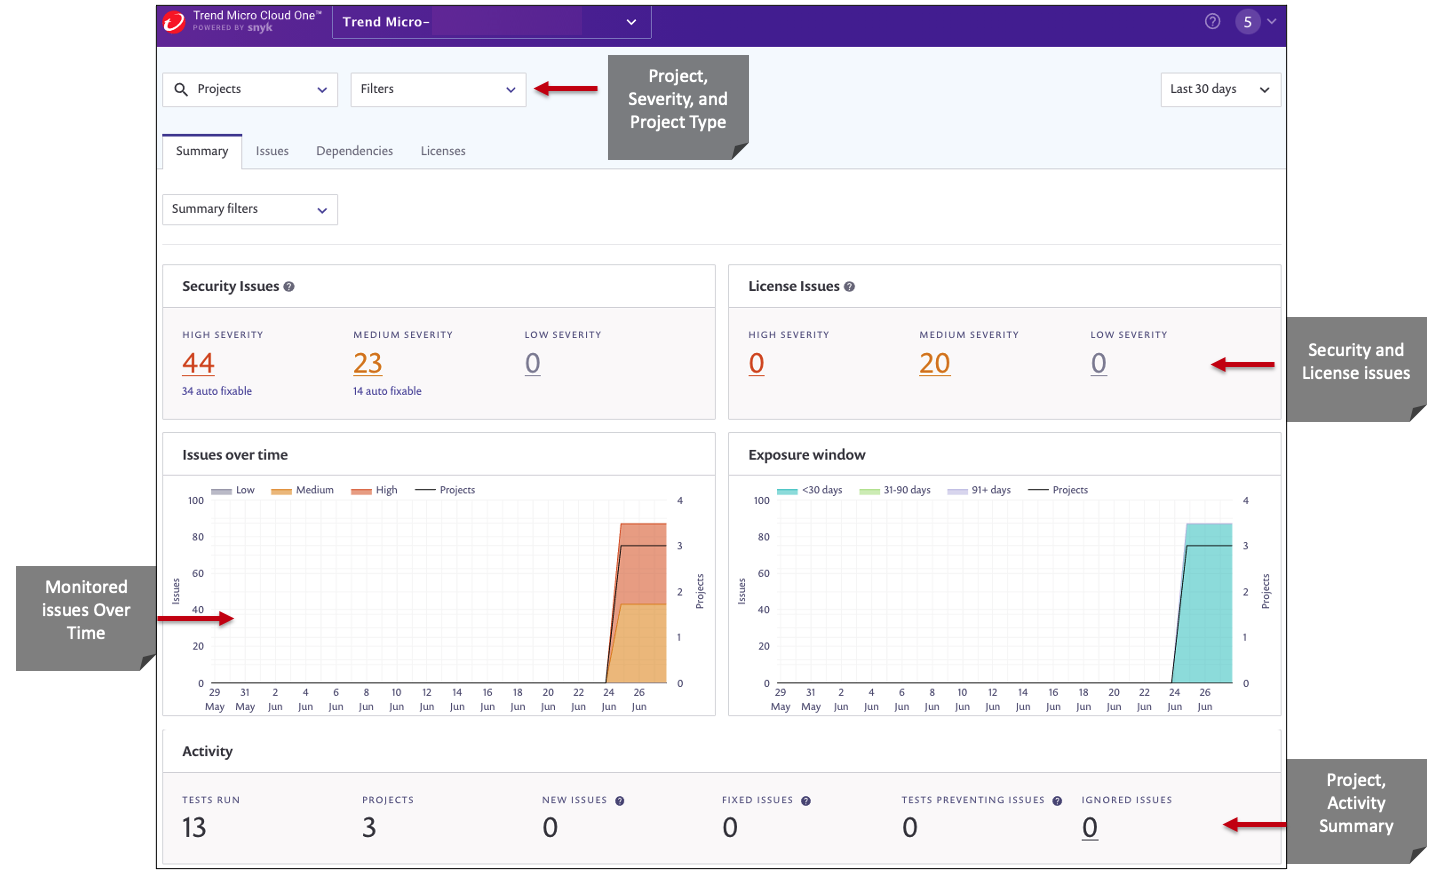 Trend Micro Cloud One™
POWERED BY snyk
Trend Micro-
5
Projects
Filters
Project,
Severity, and
Project Type
Last 30 days
Summary
Issues
Dependencies
Licenses
Summary filters
Security Issues
HIGH SEVERITY
MEDIUM SEVERITY
LOW SEVERITY
44
23
0
34 auto fixable
14 auto fixable
License Issues
HIGH SEVERITY
MEDIUM SEVERITY
LOW SEVERITY
0
20
0
Security and
License issues
Issues over time
Low
Medium
High
Projects
100
80
60
40
20
0
Issues
4
3
2
1
0
Projects
29 31 2 4 6 8 10 12 14 16 18 20 22 24 26
May May Jun Jun Jun Jun Jun Jun Jun Jun Jun Jun Jun Jun Jun
Exposure window
<30 days
31-90 days
91+ days
Projects
100
80
60
40
20
0
Issues
4
3
2
1
0
Projects
29 31 2 4 6 8 10 12 14 16 18 20 22 24 26
May May Jun Jun Jun Jun Jun Jun Jun Jun Jun Jun Jun Jun Jun
Monitored
issues Over
Time
Activity
TESTS RUN
PROJECTS
NEW ISSUES
FIXED ISSUES
TESTS PREVENTING ISSUES
IGNORED ISSUES
13
3
0
0
0
0
Project,
Activity
Summary